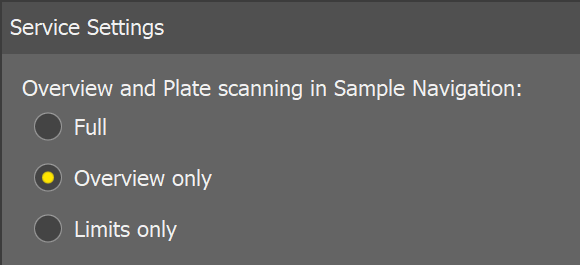 Service Settings
Overview and Plate scanning in Sample Navigation:
Full
Overview only
Limits only